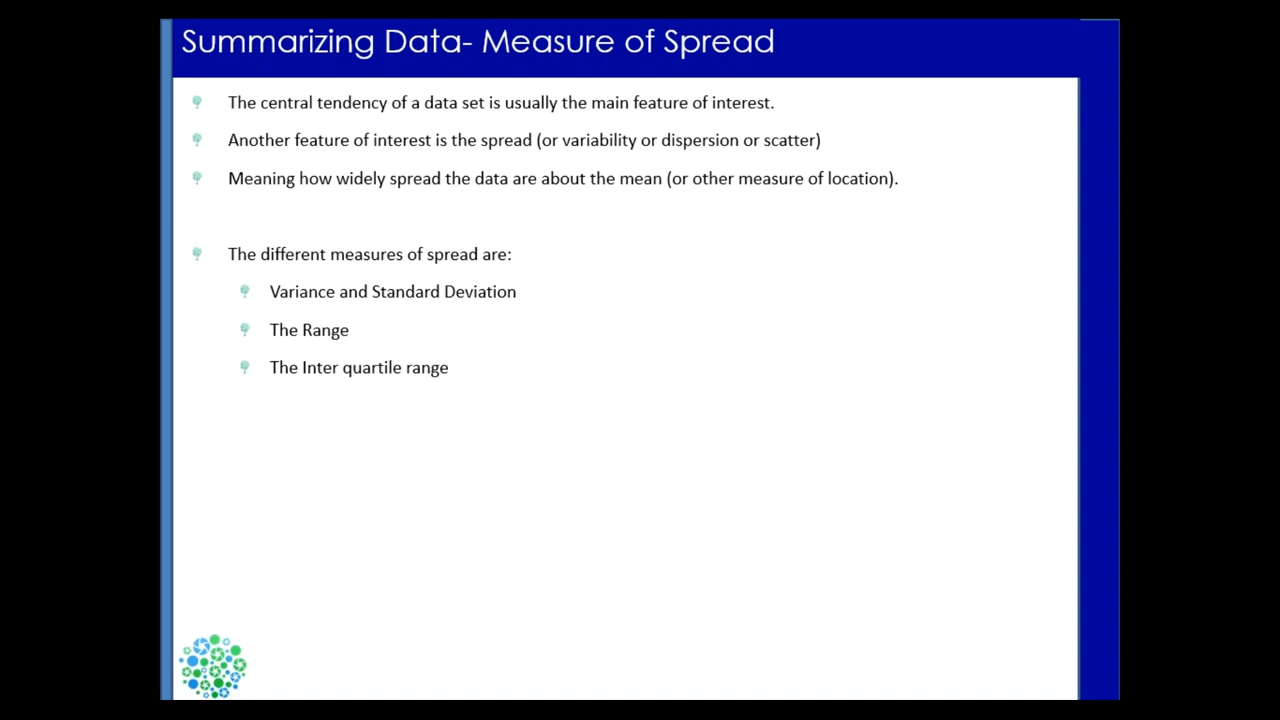 Summarizing Data- Measure of Spread
The central tendency of a data set is usually the main feature of interest.
Another feature of interest is the spread (or variability or dispersion or scatter)
Meaning how widely spread the data are about the mean (or other measure of location).
The different measures of spread are:
Variance and Standard Deviation
The Range
The Inter quartile range